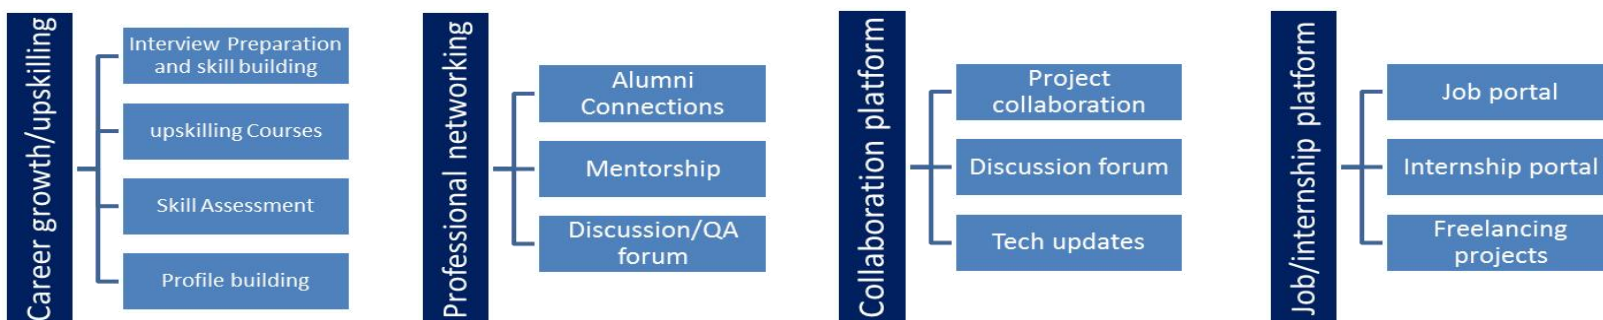 Career growth/upskilling
Interview Preparation
and skill building
upskilling Courses
Skill Assessment
Profile building
Professional networking
Alumni
Connections
Mentorship
Discussion/QA
forum
Collaboration platform
Project
collaboration
Discussion forum
Tech updates
Job/internship platform
Job portal
Internship portal
Freelancing
projects